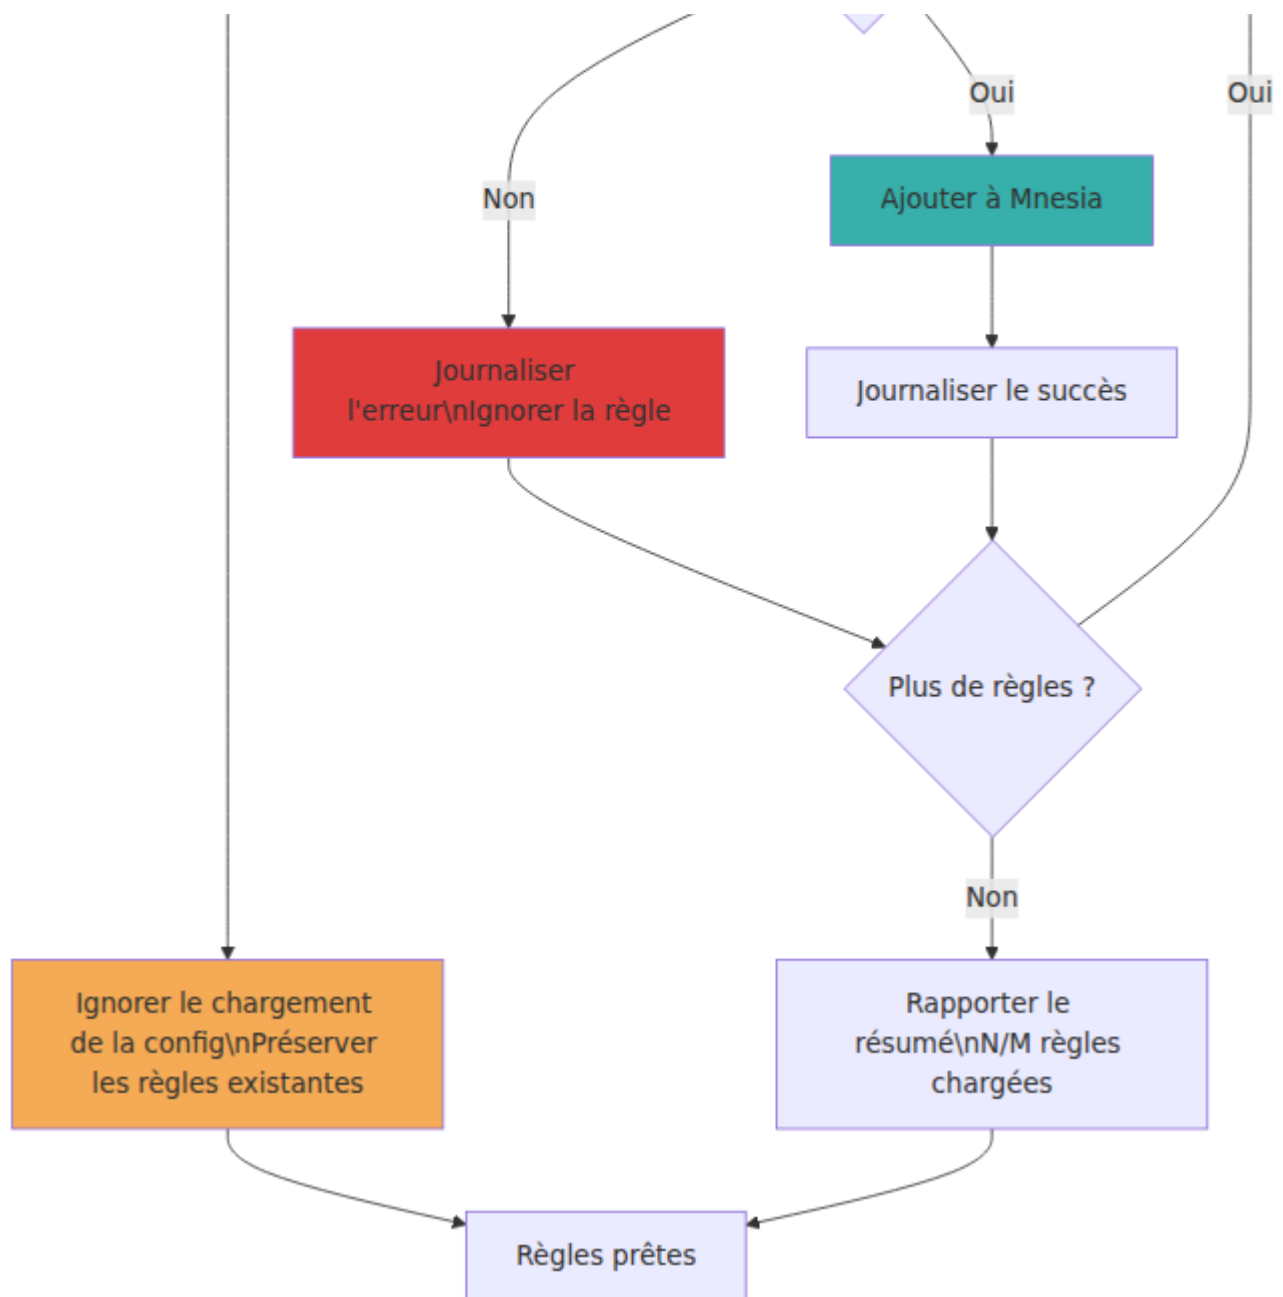 Oui
Oui
Non
Ajouter à Mnesia
Journaliser
l'erreur\nIgnorer la règle
Journaliser le succès
Plus de règles ?
Non
Ignorer le chargement
de la config\nPréserver
les règles existantes
Rapporter le
résumé\nN/M règles
chargées
Règles prêtes